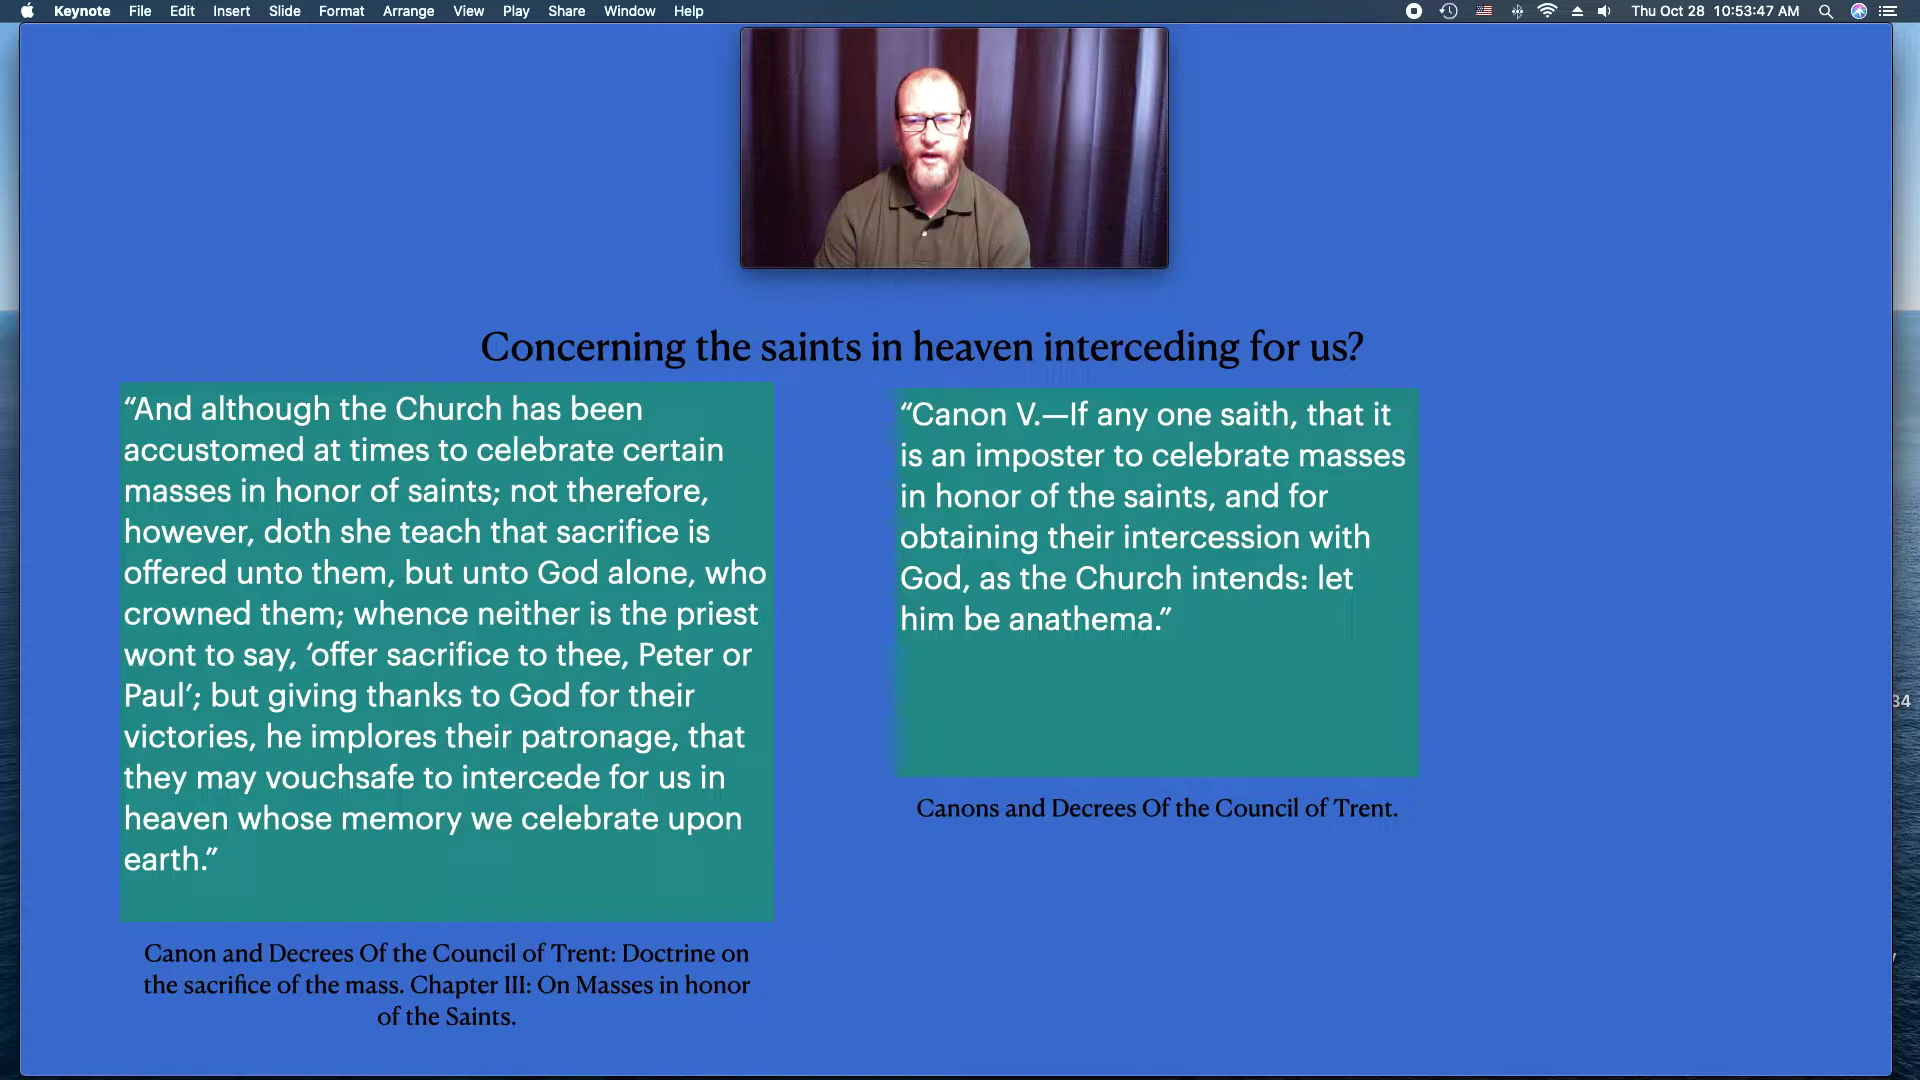 Keynote File Edit Insert Slide Format Arrange View Play Share Window Help Thu Oct 28 10:53:47 AM
Concerning the saints in heaven interceding for us?
“And although the Church has been
accustomed at times to celebrate certain
masses in honor of saints; not therefore,
however, doth she teach that sacrifice is
offered unto them, but unto God alone, who
crowned them; whence neither is the priest
wont to say, ‘offer sacrifice to thee, Peter or
Paul’; but giving thanks to God for their
victories, he implores their patronage, that
they may vouchsafe to intercede for us in
heaven whose memory we celebrate upon
earth.”
Canon and Decrees Of the Council of Trent: Doctrine on
the sacrifice of the mass. Chapter III: On Masses in honor
of the Saints.
“Canon V.—If any one saith, that it
is an imposter to celebrate masses
in honor of the saints, and for
obtaining their intercession with
God, as the Church intends: let
him be anathema.”
Canons and Decrees Of the Council of Trent.
34